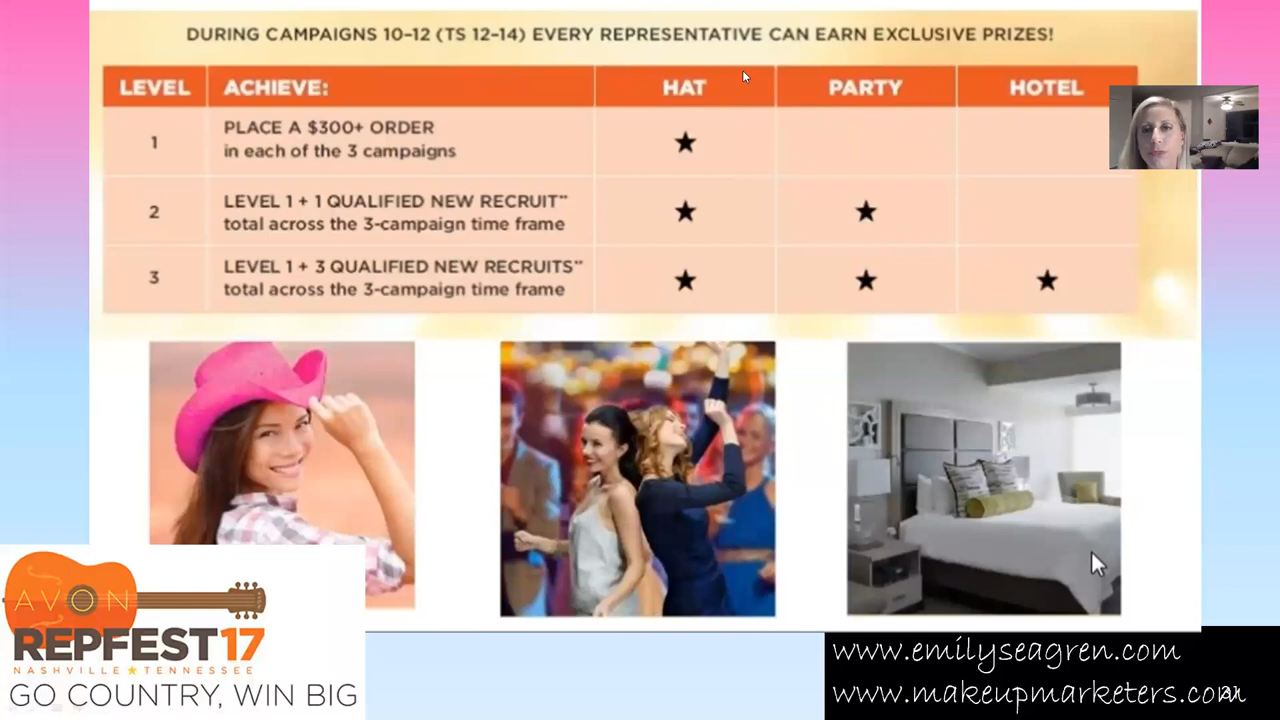 DURING CAMPAIGNS 10–12 (TS 12–14) EVERY REPRESENTATIVE CAN EARN EXCLUSIVE PRIZES!
LEVEL ACHIEVE: HAT PARTY HOTEL
1 PLACE A $300+ ORDER
in each of the 3 campaigns
2 LEVEL 1 + 1 QUALIFIED NEW RECRUIT**
total across the 3-campaign time frame
3 LEVEL 1 + 3 QUALIFIED NEW RECRUITS**
total across the 3-campaign time frame
AVON
REPFEST17
NASHVILLE★TENNESSEE
GO COUNTRY, WIN BIG
www.emilyseagren.com
www.makeupmarketers.com